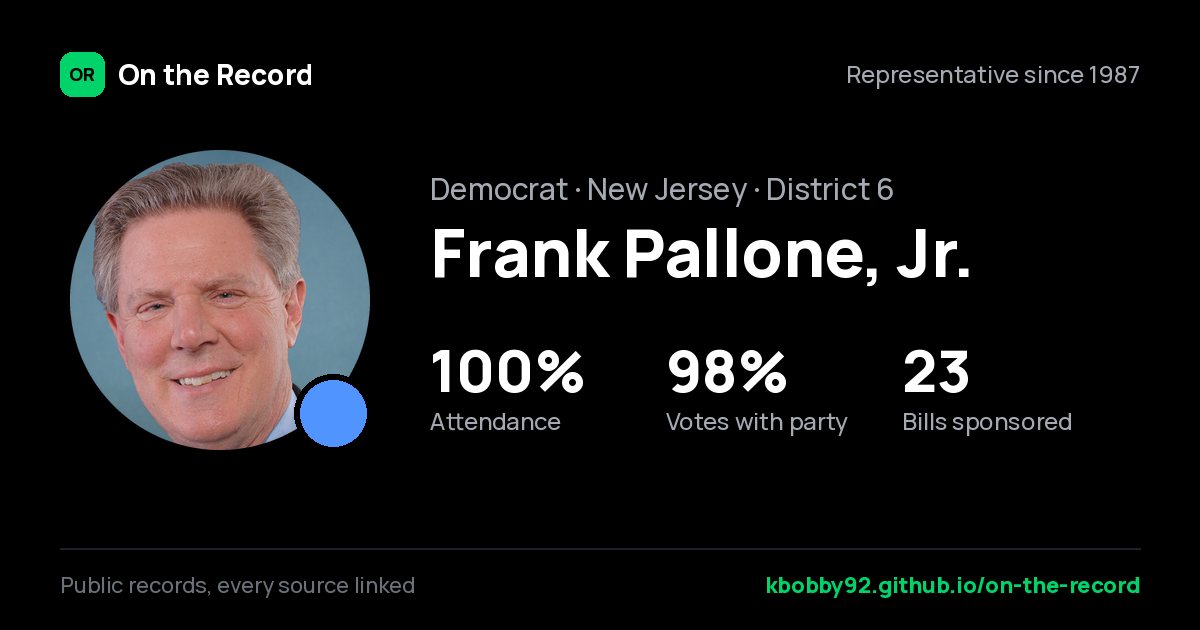 OR On the Record
Representative since 1987
Democrat · New Jersey · District 6
Frank Pallone, Jr.
100% 98% 23
Attendance Votes with party Bills sponsored
Public records, every source linked
kbobby92.github.io/on-the-record